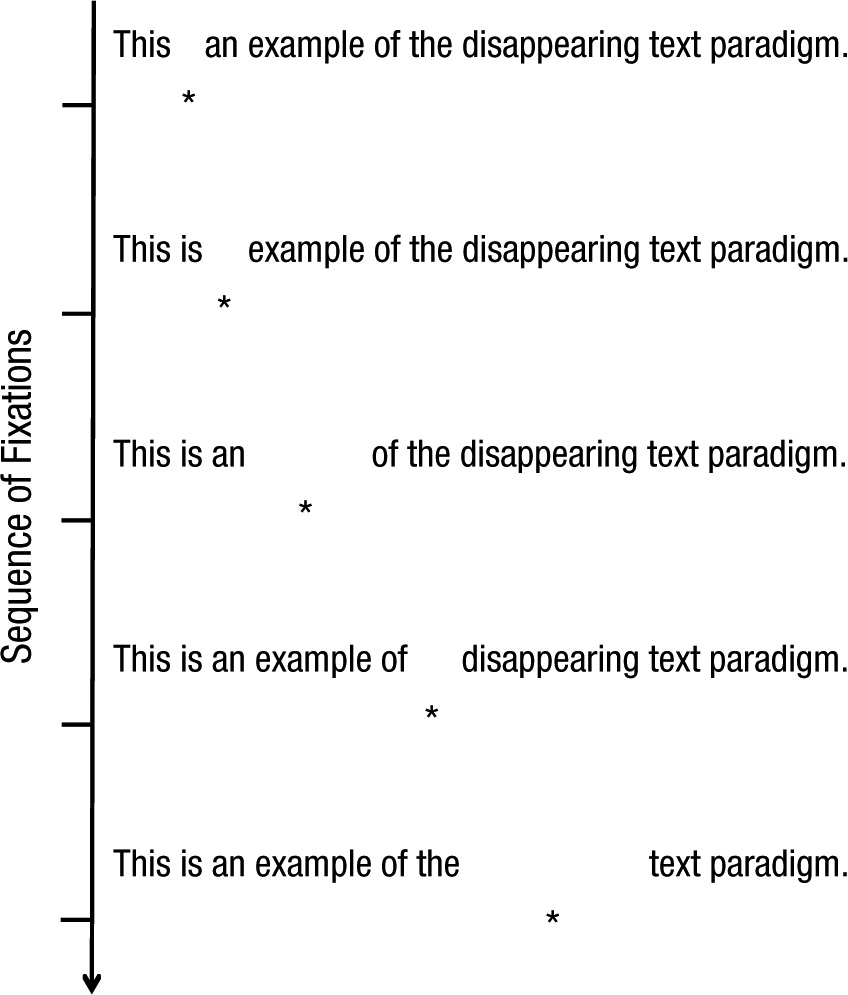 Sequence of Fixations
This an example of the disappearing text paradigm.
*
This is example of the disappearing text paradigm.
*
This is an of the disappearing text paradigm.
*
This is an example of disappearing text paradigm.
*
This is an example of the text paradigm.
*